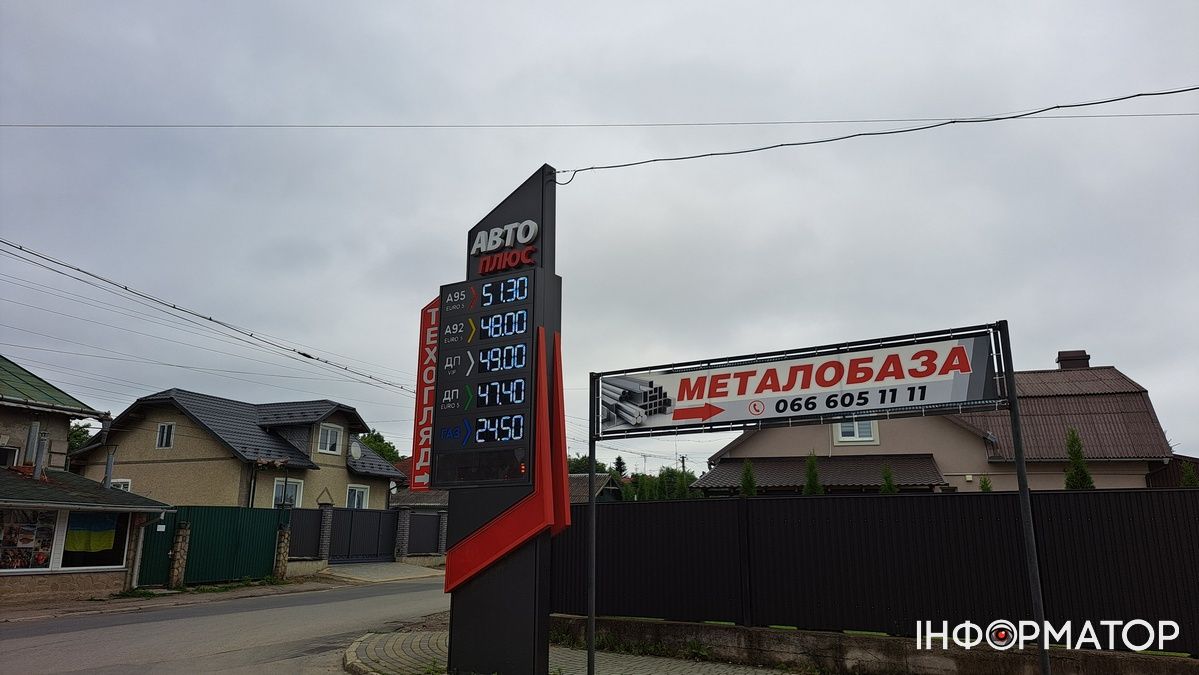 АВТО
ПЛЮС
А95 51.30
EURO 5
А92 48.00
EURO 5
ДП 49.00
VIP
ДП 47.40
EURO 5
ГАЗ 24.50
ТЕХОГЛЯД
МЕТАЛОБАЗА
066 605 11 11
ІНФОРМАТОР